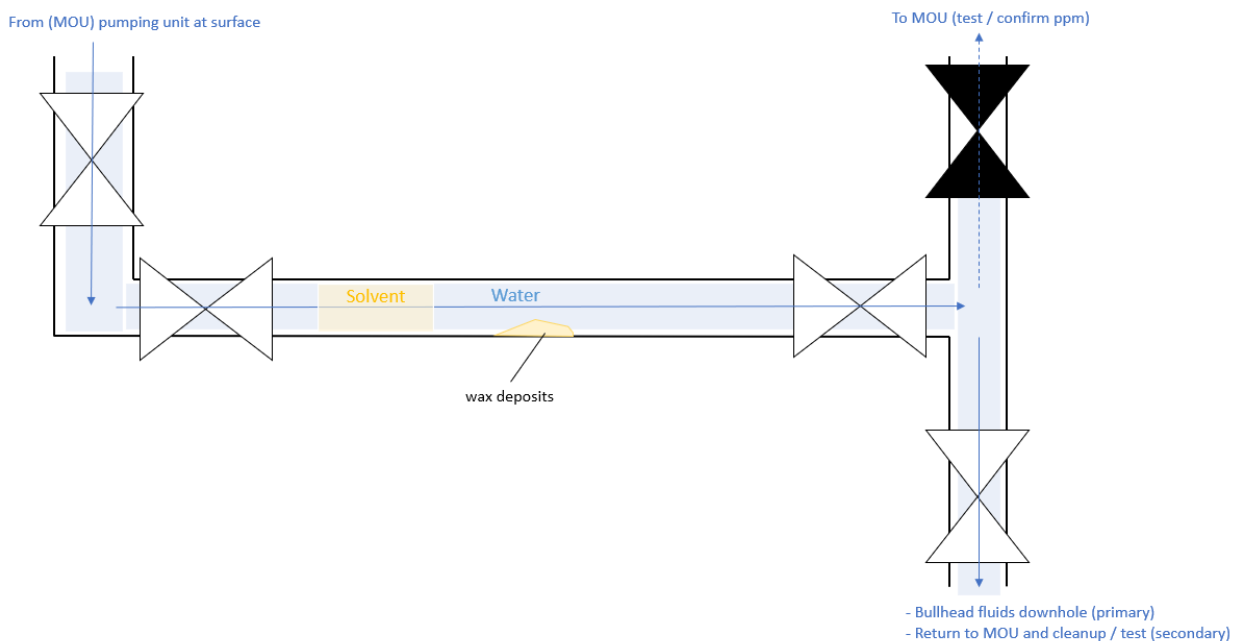 From (MOU) pumping unit at surface
To MOU (test / confirm ppm)
Solvent
Water
wax deposits
- Bullhead fluids downhole (primary)
- Return to MOU and cleanup / test (secondary)